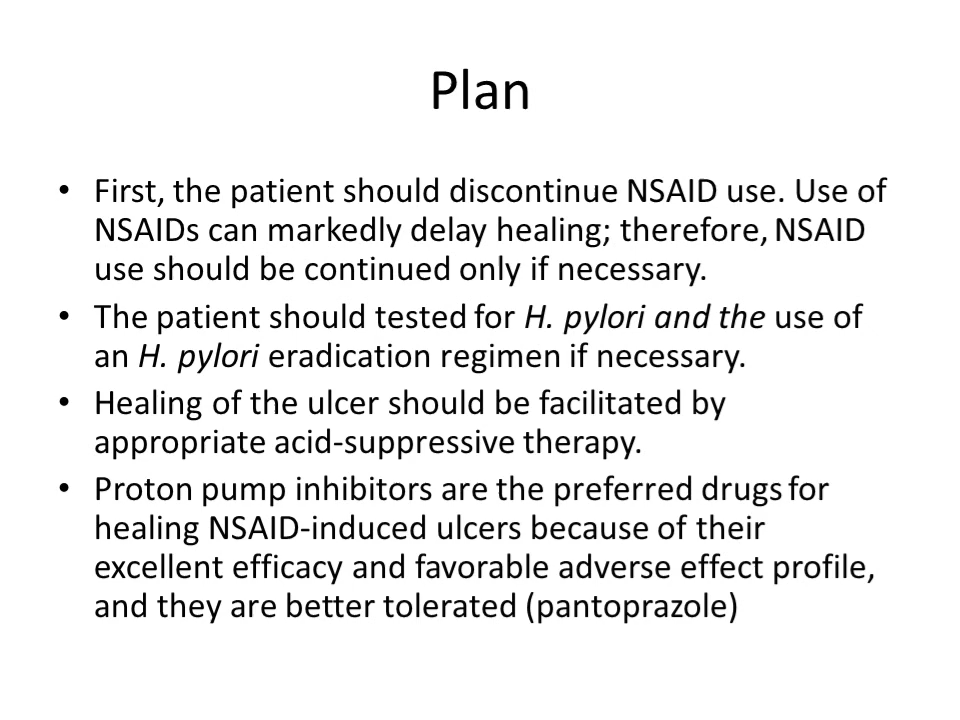 Plan
• First, the patient should discontinue NSAID use. Use of
NSAIDs can markedly delay healing; therefore, NSAID
use should be continued only if necessary.
• The patient should tested for H. pylori and the use of
an H. pylori eradication regimen if necessary.
• Healing of the ulcer should be facilitated by
appropriate acid-suppressive therapy.
• Proton pump inhibitors are the preferred drugs for
healing NSAID-induced ulcers because of their
excellent efficacy and favorable adverse effect profile,
and they are better tolerated (pantoprazole)